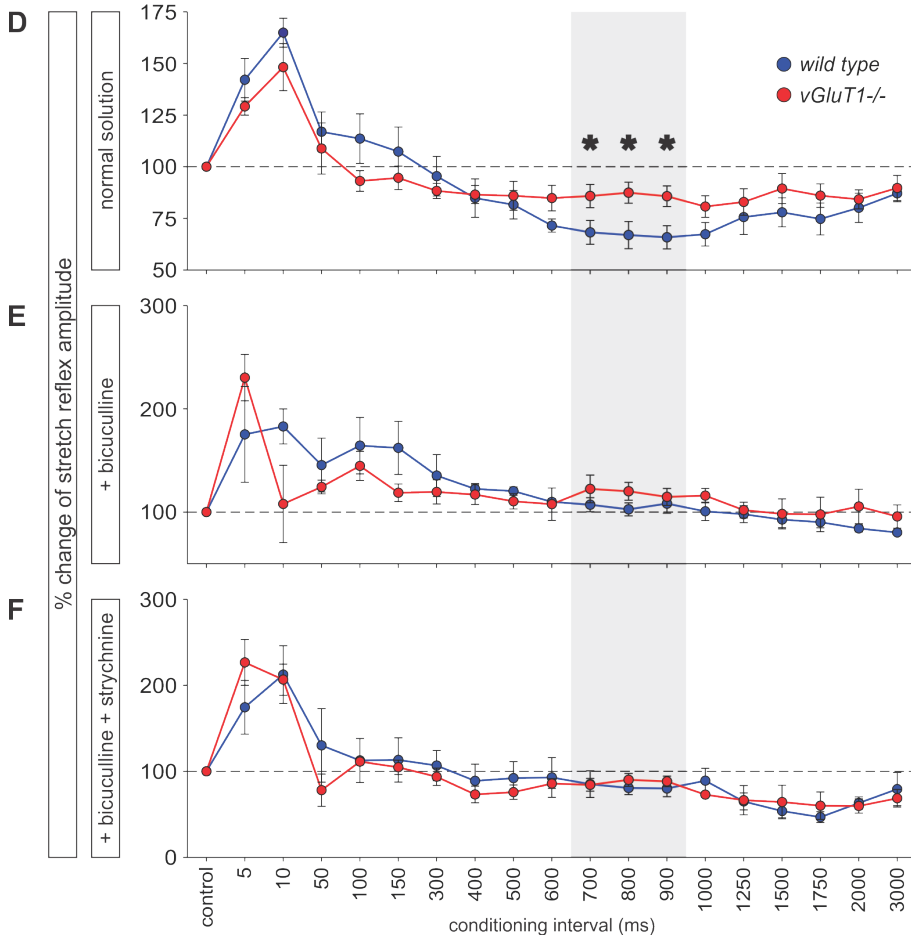 % change of stretch reflex amplitude
D
normal solution
175
150
125
100
75
50
wild type
vGluT1-/-
* * *
E
+ bicuculline
300
200
100
F
+ bicuculline + strychnine
300
200
100
0
control 5 10 50 100 150 300 400 500 600 700 800 900 1000 1250 1500 1750 2000 3000
conditioning interval (ms)